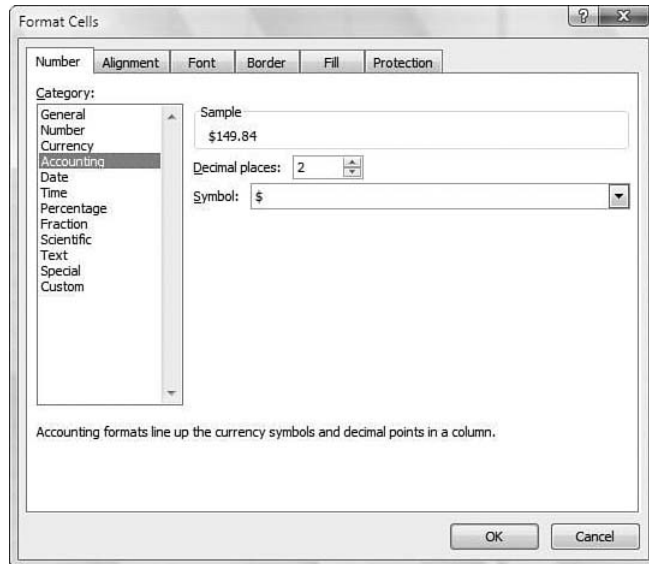 Format Cells
? X
Number Alignment Font Border Fill Protection
Category:
General
Number
Currency
Accounting
Date
Time
Percentage
Fraction
Scientific
Text
Special
Custom
Sample
$149.84
Decimal places: 2
Symbol: $
Accounting formats line up the currency symbols and decimal points in a column.
OK Cancel